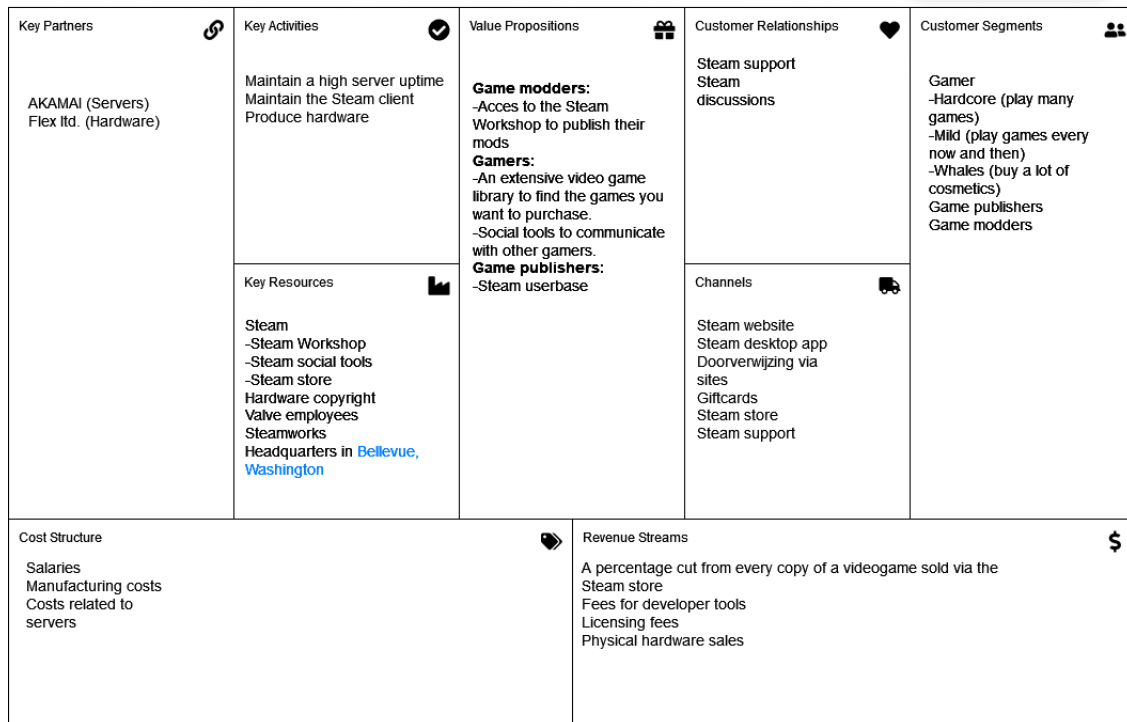 Key Partners
AKAMAI (Servers)
Flex ltd. (Hardware)
Key Activities
Maintain a high server uptime
Maintain the Steam client
Produce hardware
Key Resources
Steam
-Steam Workshop
-Steam social tools
-Steam store
Hardware copyright
Valve employees
Steamworks
Headquarters in Bellevue,
Washington
Value Propositions
Game modders:
-Acces to the Steam
Workshop to publish their
mods
Gamers:
-An extensive video game
library to find the games you
want to purchase.
-Social tools to communicate
with other gamers.
Game publishers:
-Steam userbase
Customer Relationships
Steam support
Steam
discussions
Channels
Steam website
Steam desktop app
Doorverwijzing via
sites
Giftcards
Steam store
Steam support
Customer Segments
Gamer
-Hardcore (play many
games)
-Mild (play games every
now and then)
-Whales (buy a lot of
cosmetics)
Game publishers
Game modders
Cost Structure
Salaries
Manufacturing costs
Costs related to
servers
Revenue Streams
A percentage cut from every copy of a videogame sold via the
Steam store
Fees for developer tools
Licensing fees
Physical hardware sales